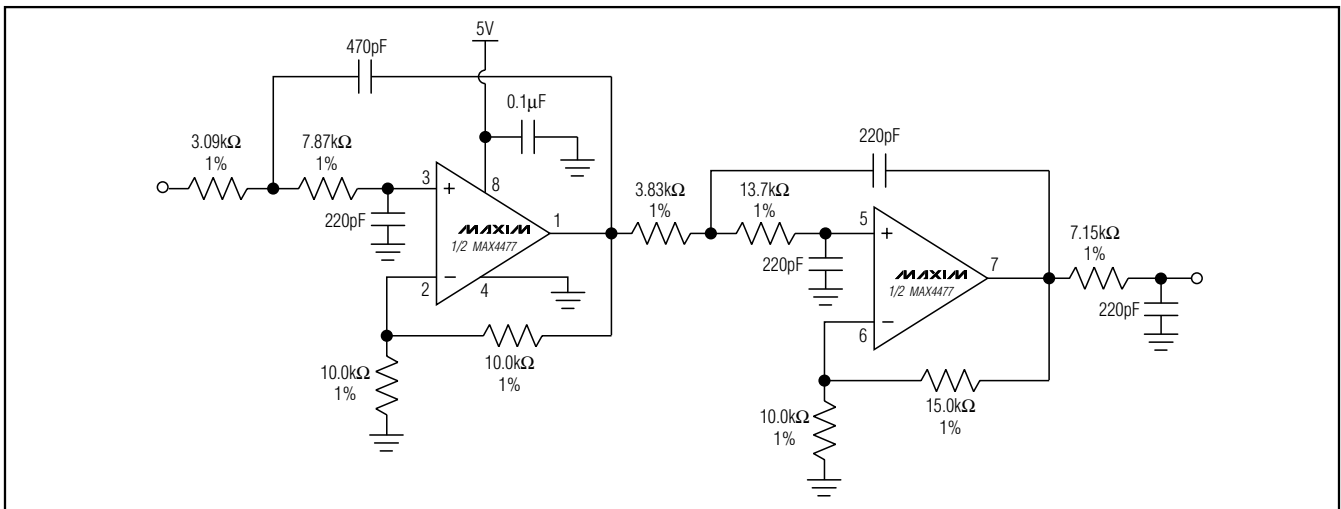 5V
470pF
0.1µF
3.09kΩ
1%
7.87kΩ
1%
3
8
220pF
MAXIM
1/2 MAX4477
1
2
4
10.0kΩ
1%
10.0kΩ
1%
3.83kΩ
1%
13.7kΩ
1%
220pF
5
220pF
MAXIM
1/2 MAX4477
7
6
7.15kΩ
1%
220pF
15.0kΩ
1%
10.0kΩ
1%